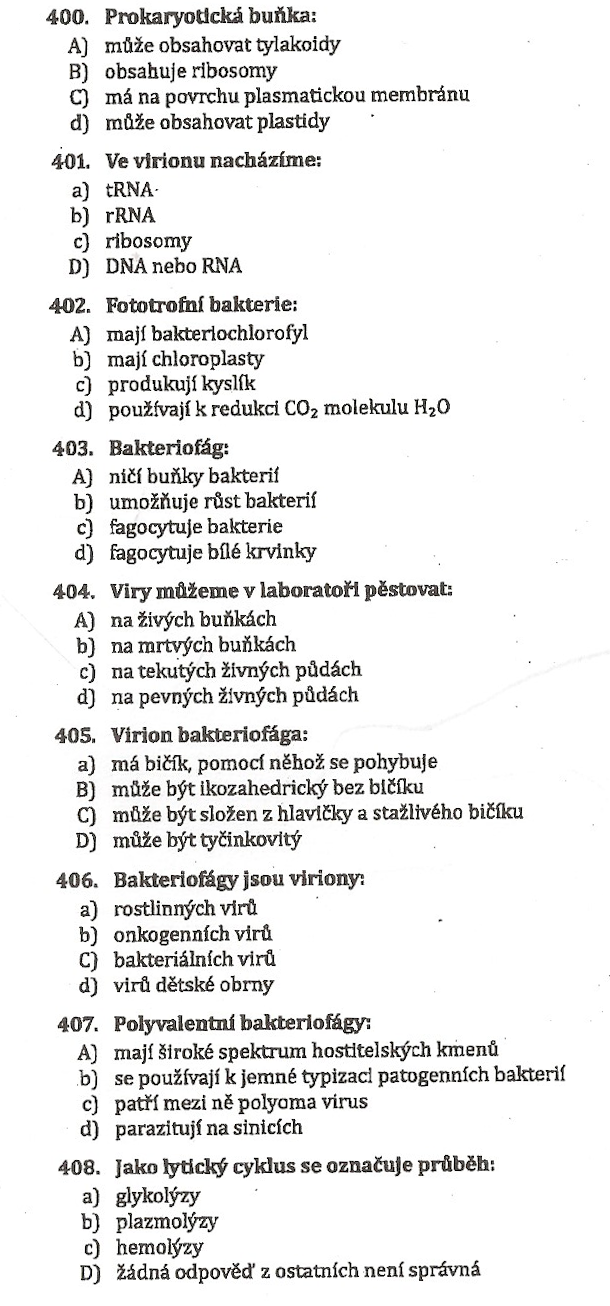 400. Prokaryotická buňka:
A) může obsahovat tylakoidy
B) obsahuje ribosomy
C) má na povrchu plasmatickou membránu
d) může obsahovat plastidy
401. Ve virionu nacházíme:
a) tRNA
b) rRNA
c) ribosomy
D) DNA nebo RNA
402. Fototrofní bakterie:
A) mají bakteriochlorofyl
b) mají chloroplasty
c) produkují kyslík
d) používají k redukci CO₂ molekulu H₂O
403. Bakteriofág:
A) ničí buňky bakterií
b) umožňuje růst bakterií
c) fagocytuje bakterie
d) fagocytuje bílé krvinky
404. Viry můžeme v laboratoři pěstovat:
A) na živých buňkách
b) na mrtvých buňkách
c) na tekutých živných půdách
d) na pevných živných půdách
405. Virion bakteriofága:
a) má bičík, pomocí něhož se pohybuje
B) může být ikozahedrický bez bičíku
C) může být složen z hlavičky a stažlivého bičíku
D) může být tyčinkovitý
406. Bakteriofágy jsou viriony:
a) rostlinných virů
b) onkogenních virů
C) bakteriálních virů
d) virů dětské obrny
407. Polyvalentní bakteriofágy:
A) mají široké spektrum hostitelských kmenů
b) se používají k jemné typizaci patogenních bakterií
c) patří mezi ně polyoma virus
d) parazitují na sinicích
408. Jako lytický cyklus se označuje průběh:
a) glykolýzy
b) plazmolýzy
c) hemolýzy
D) žádná odpověď z ostatních není správná